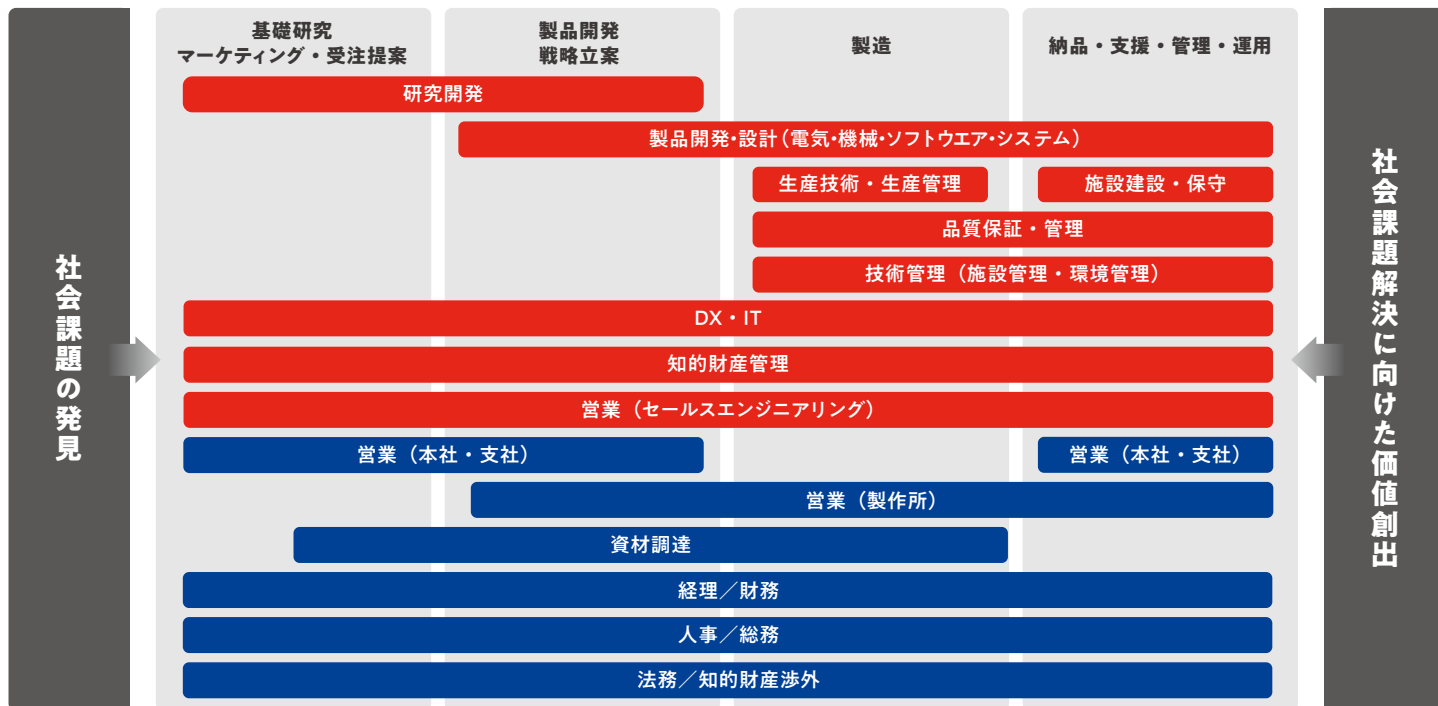 社会課題の発見
基礎研究
マーケティング・受注提案
製品開発
戦略立案
製造
納品・支援・管理・運用
研究開発
製品開発・設計（電気・機械・ソフトウエア・システム）
生産技術・生産管理
施設建設・保守
品質保証・管理
技術管理（施設管理・環境管理）
DX・IT
知的財産管理
営業（セールスエンジニアリング）
営業（本社・支社）
営業（本社・支社）
営業（製作所）
資材調達
経理／財務
人事／総務
法務／知的財産渉外
社会課題解決に向けた価値創出